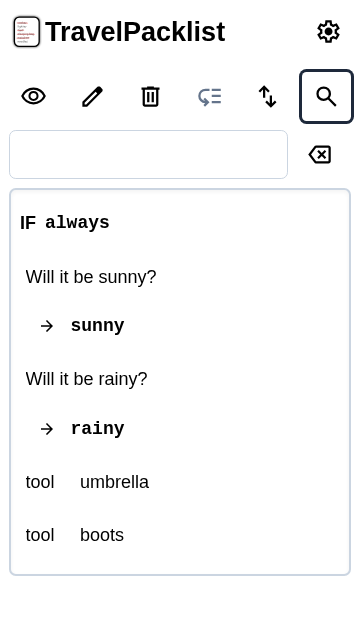 TravelPacklist
IF always
Will it be sunny?
→ sunny
Will it be rainy?
→ rainy
tool umbrella
tool boots